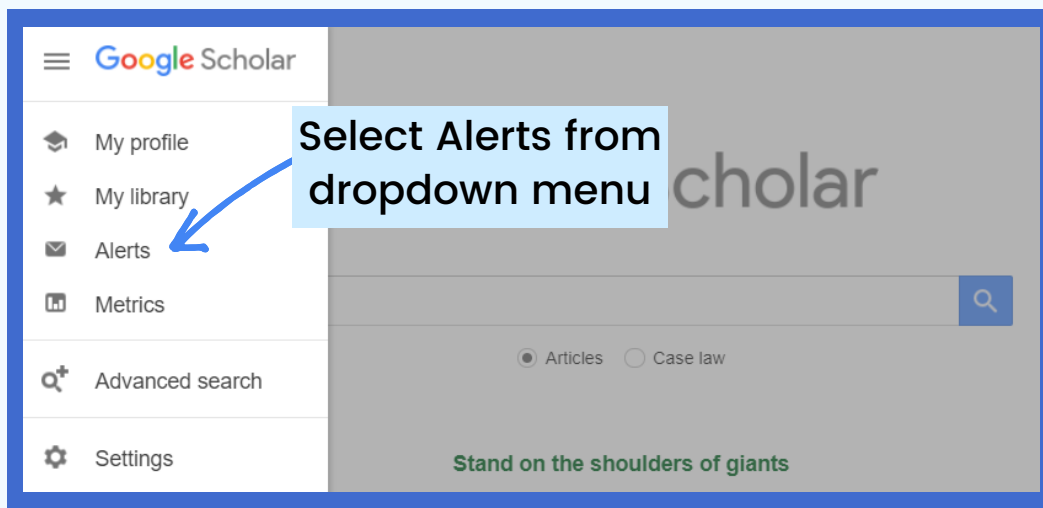 Google Scholar
My profile
My library
Alerts
Metrics
Advanced search
Settings
Select Alerts from
dropdown menu
cholar
Articles
Case law
Stand on the shoulders of giants